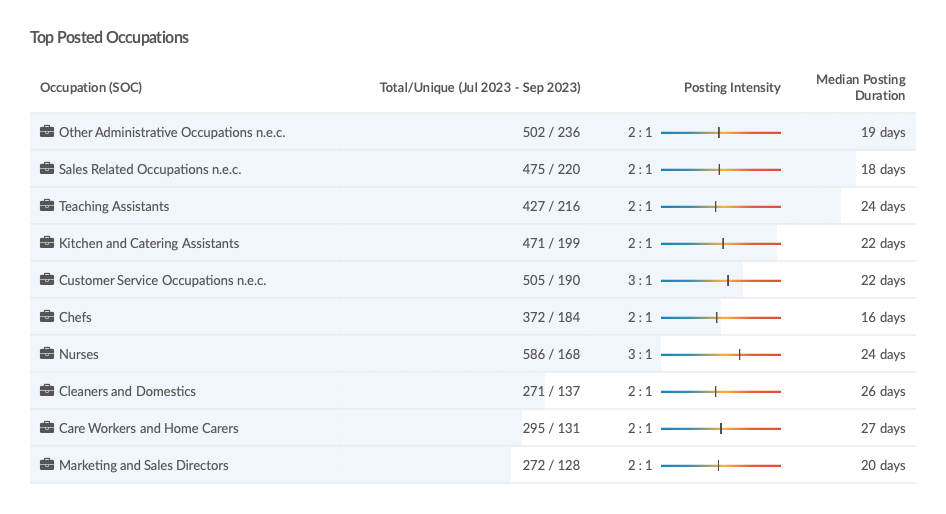 Top Posted Occupations
Occupation (SOC) Total/Unique (Jul 2023 - Sep 2023) Posting Intensity Median Posting Duration
Other Administrative Occupations n.e.c. 502 / 236 2 : 1 19 days
Sales Related Occupations n.e.c. 475 / 220 2 : 1 18 days
Teaching Assistants 427 / 216 2 : 1 24 days
Kitchen and Catering Assistants 471 / 199 2 : 1 22 days
Customer Service Occupations n.e.c. 505 / 190 3 : 1 22 days
Chefs 372 / 184 2 : 1 16 days
Nurses 586 / 168 3 : 1 24 days
Cleaners and Domestics 271 / 137 2 : 1 26 days
Care Workers and Home Carers 295 / 131 2 : 1 27 days
Marketing and Sales Directors 272 / 128 2 : 1 20 days